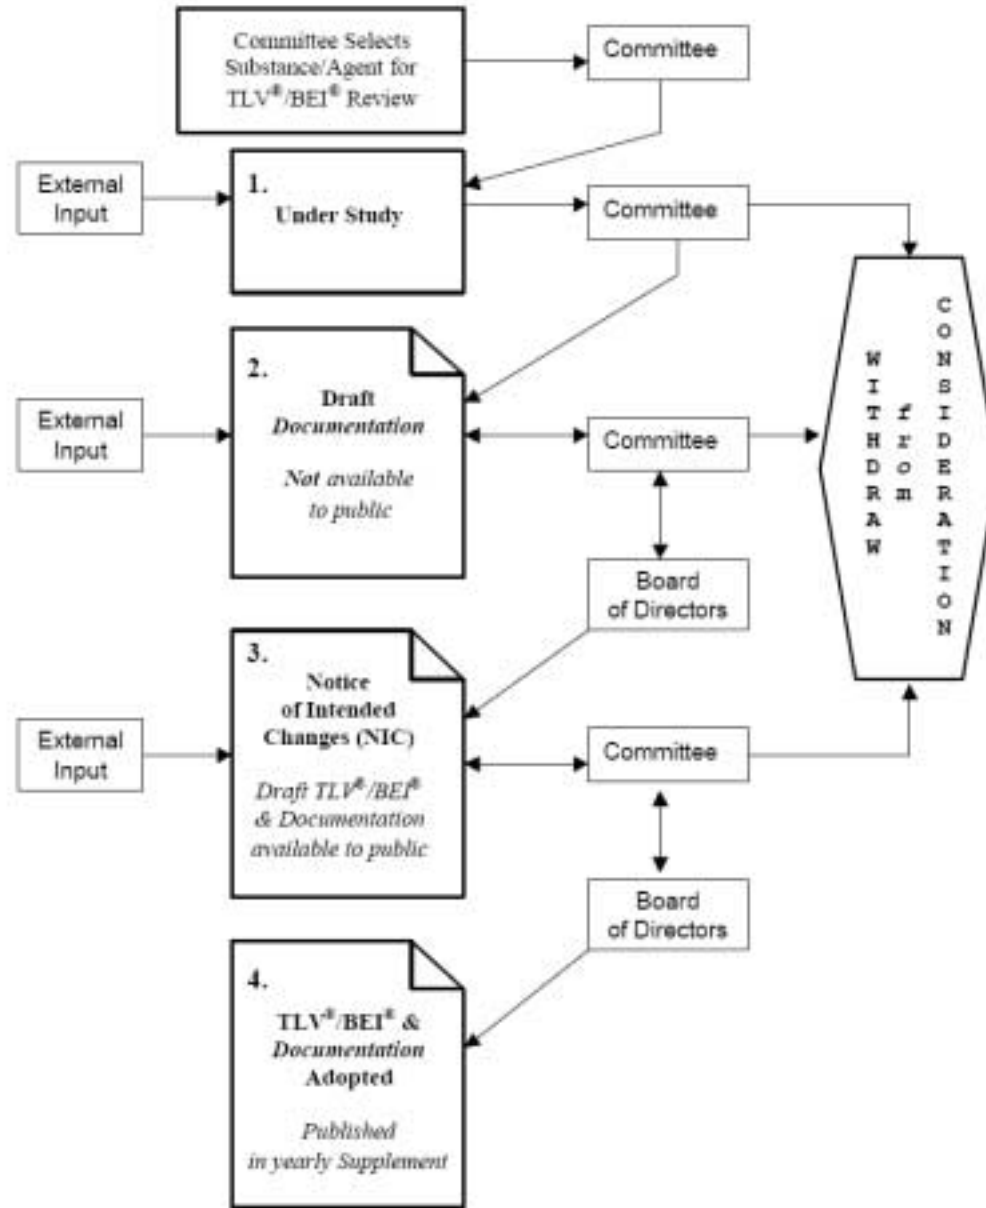 Committee Selects
Substance/Agent for
TLV®/BEI® Review
Committee
External
Input
1.
Under Study
Committee
2.
Draft
Documentation
Not available
to public
External
Input
Committee
WITHDRAW
from
CONSIDERATION
Board
of Directors
3.
Notice
of Intended
Changes (NIC)
Draft TLV®/BEI®
& Documentation
available to public
External
Input
Committee
Board
of Directors
4.
TLV®/BEI® &
Documentation
Adopted
Published
in yearly Supplement